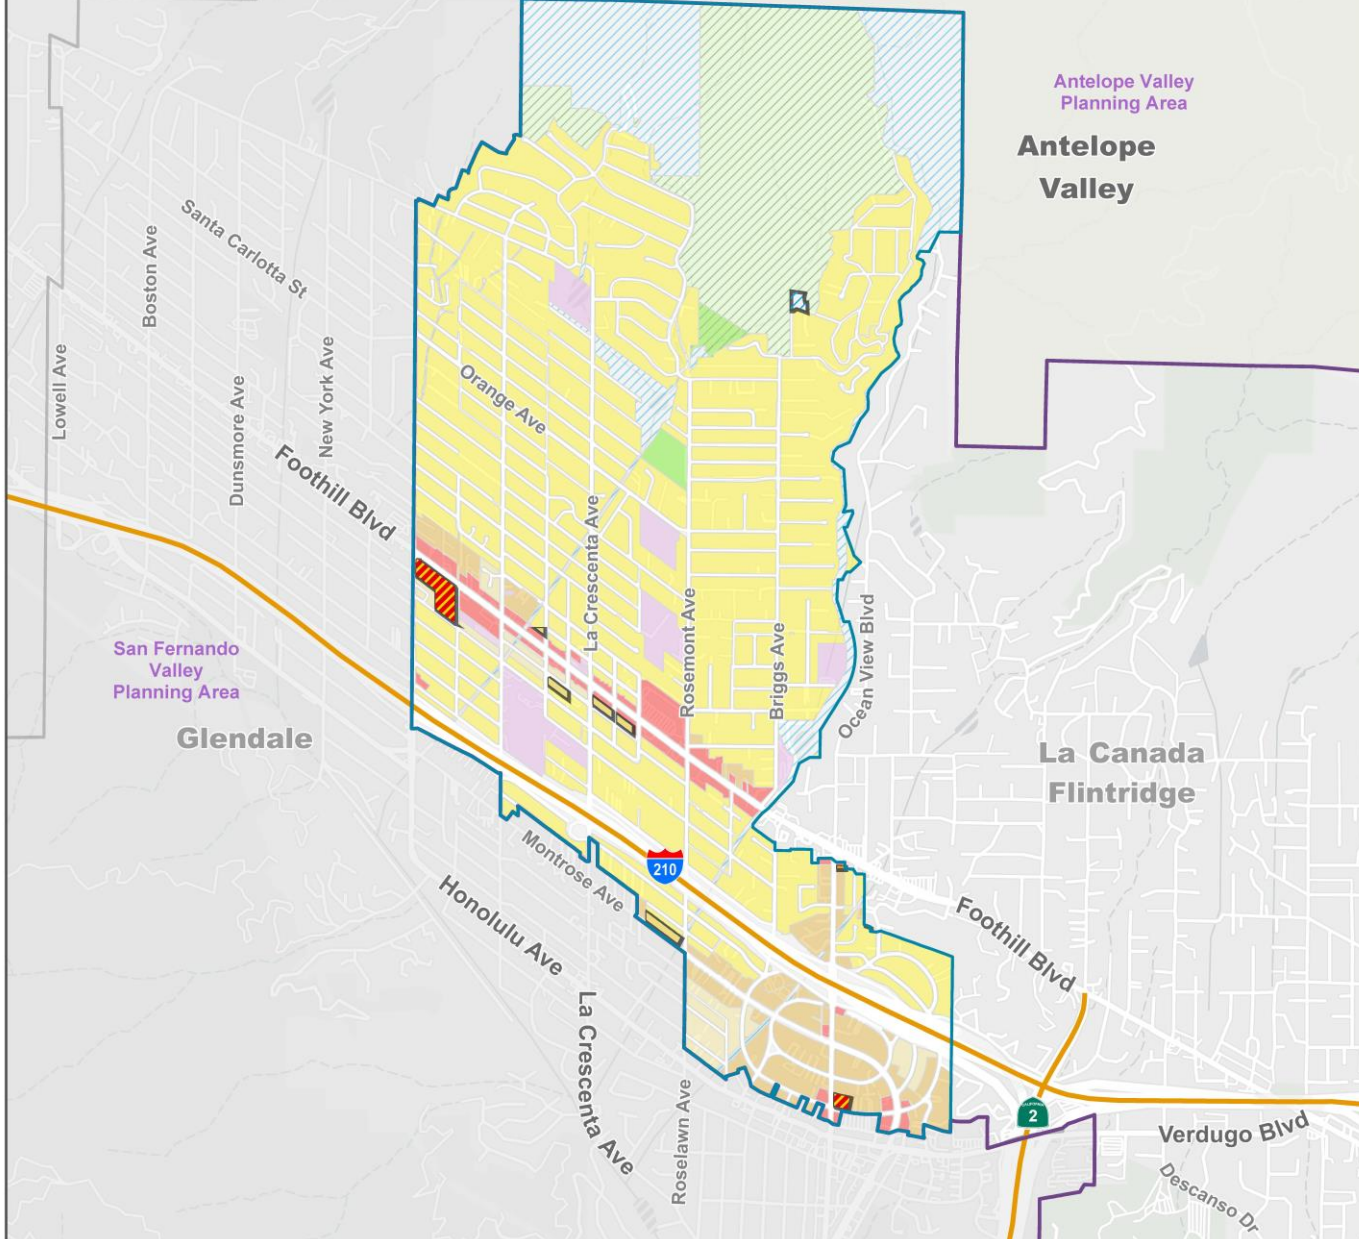 Antelope Valley
Planning Area
Antelope
Valley
Santa Carlotta St
Boston Ave
Lowell Ave
New York Ave
Dunsmore Ave
Orange Ave
Foothill Blvd
La Crescenta Ave
Rosemont Ave
Briggs Ave
Ocean View Blvd
San Fernando
Valley
Planning Area
Glendale
La Canada
Flintridge
Montrose Ave
210
Honolulu Ave
Foothill Blvd
La Crescenta Ave
Roselawn Ave
CALIFORNIA
2
Verdugo Blvd
Descanso Dr